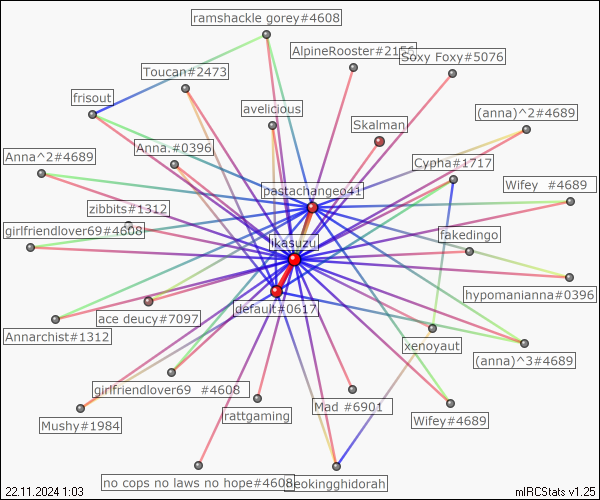 ramshackle gorey#4608
AlpineRooster#2156
Soxy Foxy#5076
Toucan#2473
frisout
avelicious
(anna)^2#4689
Skalman
Anna.#0396
Anna^2#4689
Cypha#1717
pastachangeo41
Wifey #4689
zibbits#1312
girlfriendlover69#4608
fakedingo
likasuzu
hypomanianna#0396
ace deucy#7097
default#0617
Annarchist#1312
xenoyaut
(anna)^3#4689
girlfriendlover69 #4608
Mad #6901
rattgaming
Wifey#4689
Mushy#1984
no cops no laws no hope#4608
neokingghidorah
22.11.2024 1:03
mIRCStats v1.25